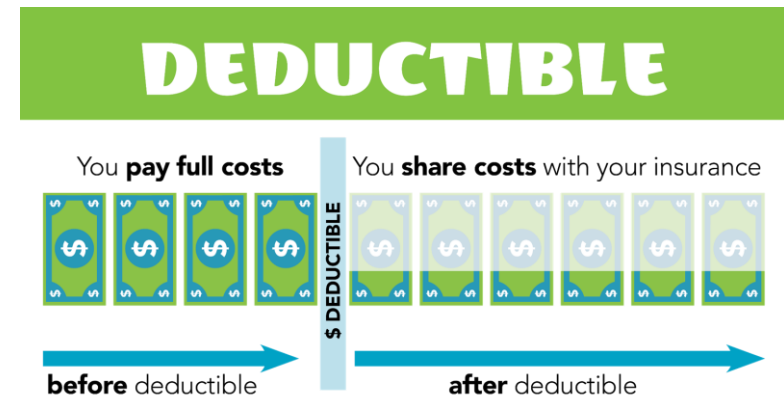 DEDUCTIBLE
You pay full costs
You share costs with your insurance
$ DEDUCTIBLE
before deductible
after deductible